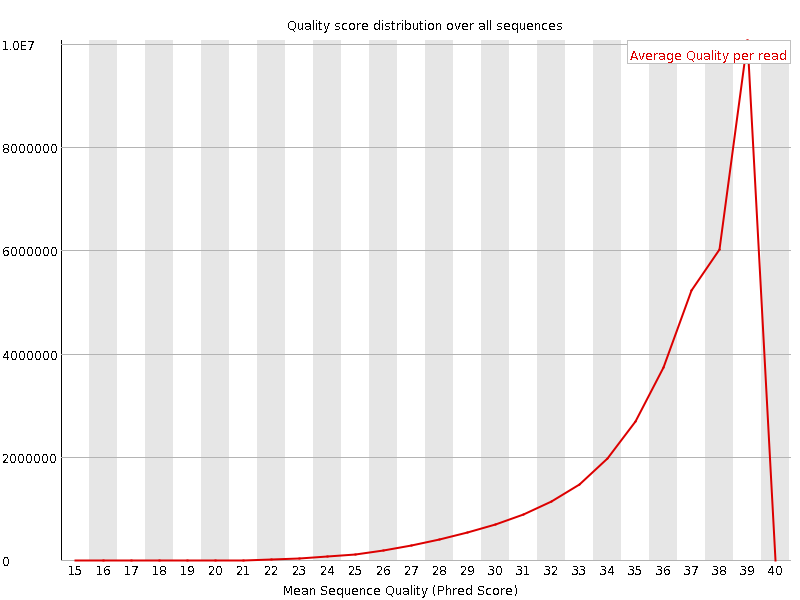 Quality score distribution over all sequences
1.0E7
Average Quality per read
8000000
6000000
4000000
2000000
0
15 16 17 18 19 20 21 22 23 24 25 26 27 28 29 30 31 32 33 34 35 36 37 38 39 40
Mean Sequence Quality (Phred Score)